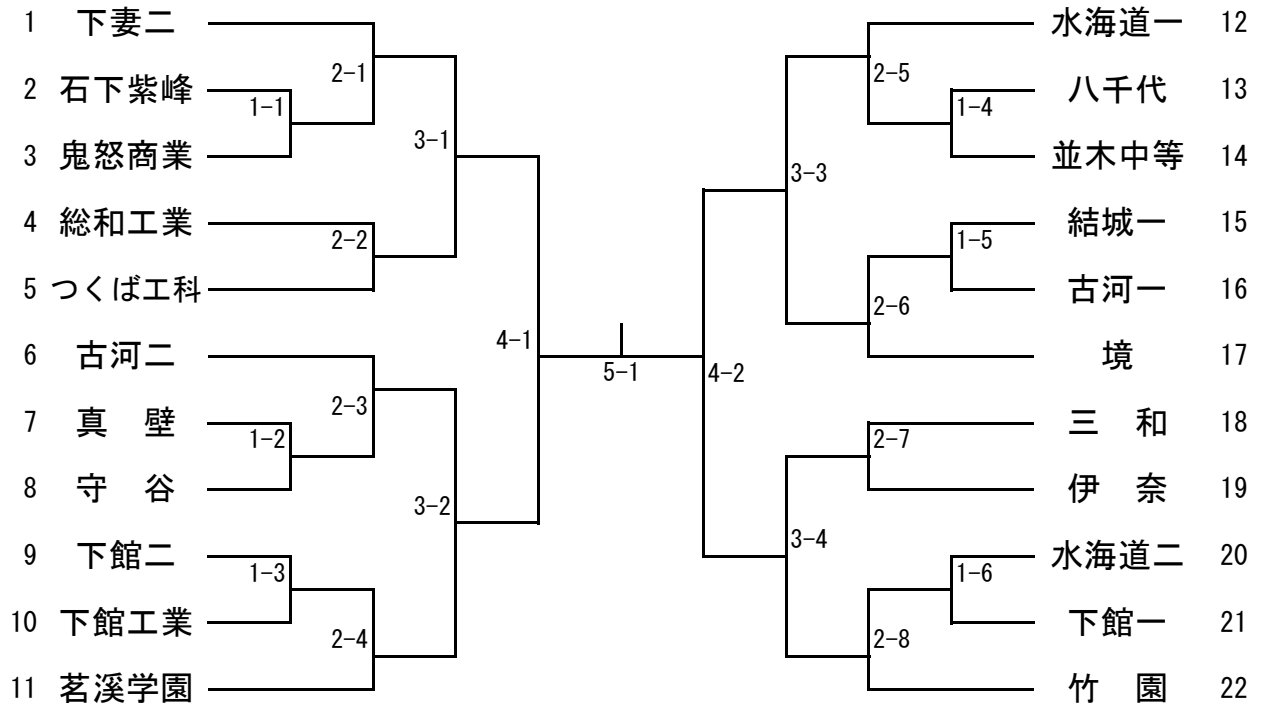 1 下妻二
2 石下紫峰
3 鬼怒商業
4 総和工業
5 つくば工科
6 古河二
7 真　壁
8 守　谷
9 下館二
10 下館工業
11 茗溪学園
1-1
1-2
1-3
2-1
2-2
2-3
2-4
3-1
3-2
4-1
5-1
4-2
3-3
3-4
2-5
2-6
2-7
2-8
1-4
1-5
1-6
水海道一 12
八千代 13
並木中等 14
結城一 15
古河一 16
境 17
三　和 18
伊　奈 19
水海道二 20
下館一 21
竹　園 22